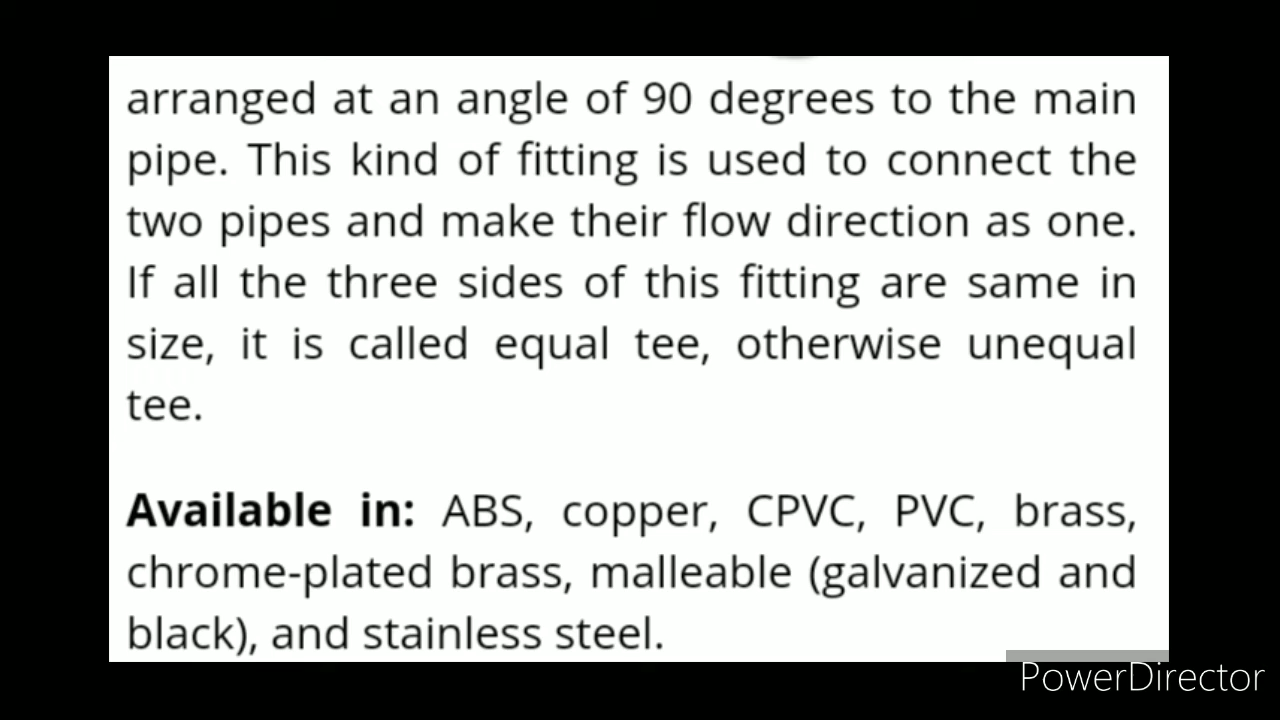 arranged at an angle of 90 degrees to the main
pipe. This kind of fitting is used to connect the
two pipes and make their flow direction as one.
If all the three sides of this fitting are same in
size, it is called equal tee, otherwise unequal
tee.
Available in: ABS, copper, CPVC, PVC, brass,
chrome-plated brass, malleable (galvanized and
black), and stainless steel.
PowerDirector